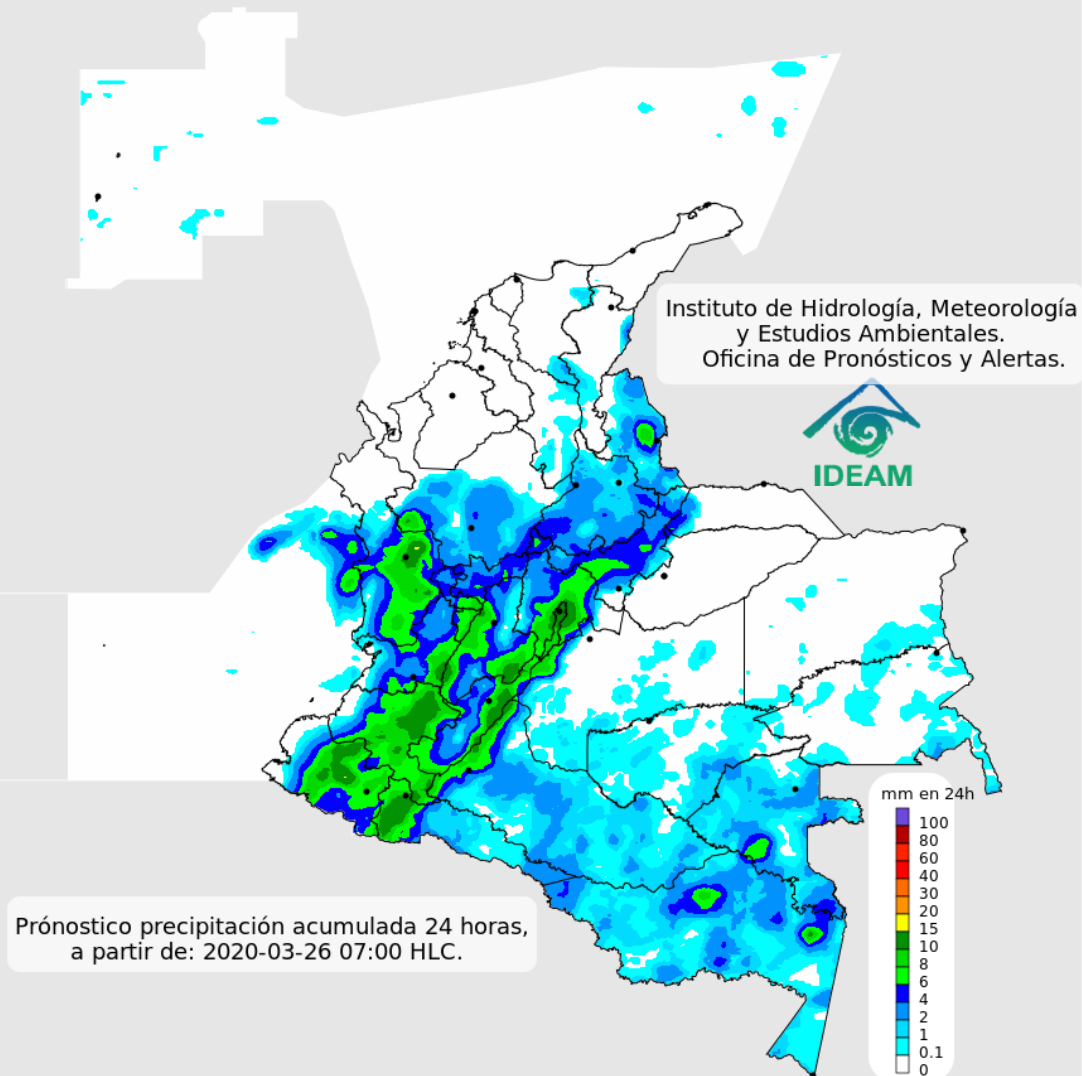 Instituto de Hidrología, Meteorología
y Estudios Ambientales.
Oficina de Pronósticos y Alertas.
IDEAM
mm en 24h
100
80
60
40
30
20
15
10
8
6
4
2
1
0.1
0
Prónostico precipitación acumulada 24 horas,
a partir de: 2020-03-26 07:00 HLC.